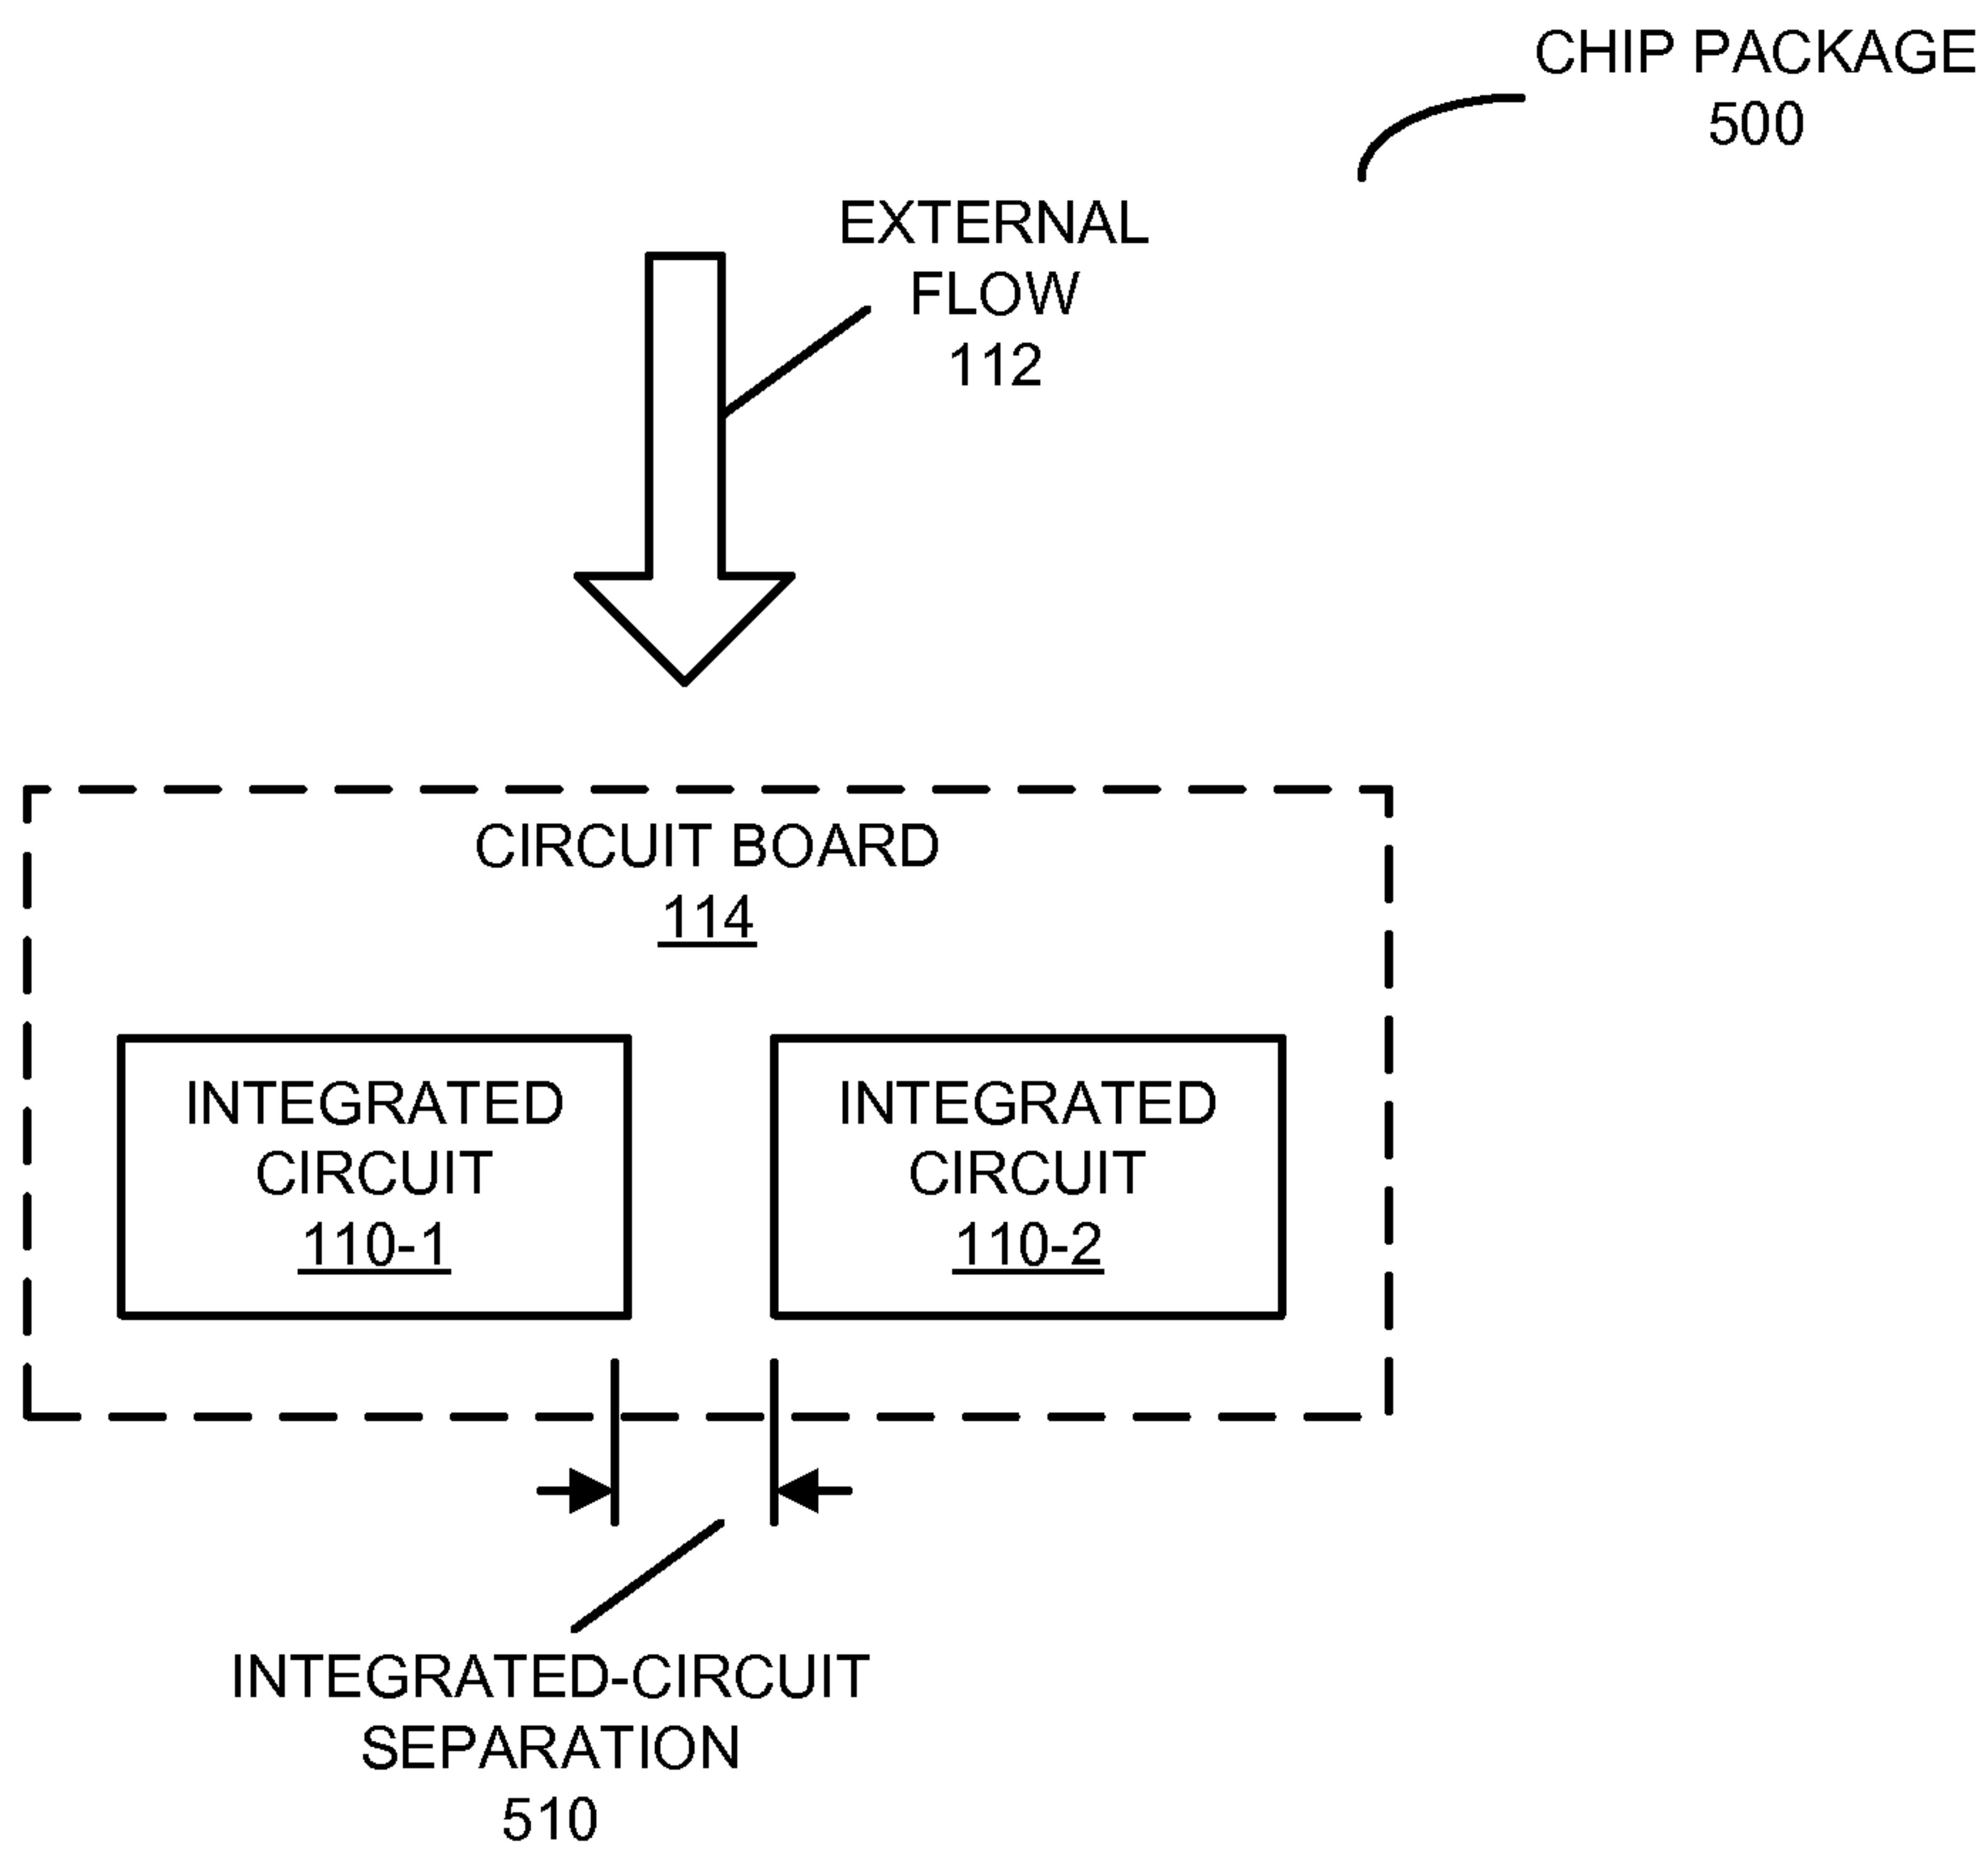 CHIP PACKAGE
500
EXTERNAL
FLOW
112
CIRCUIT BOARD
114
INTEGRATED
CIRCUIT
110-1
INTEGRATED
CIRCUIT
110-2
INTEGRATED-CIRCUIT
SEPARATION
510